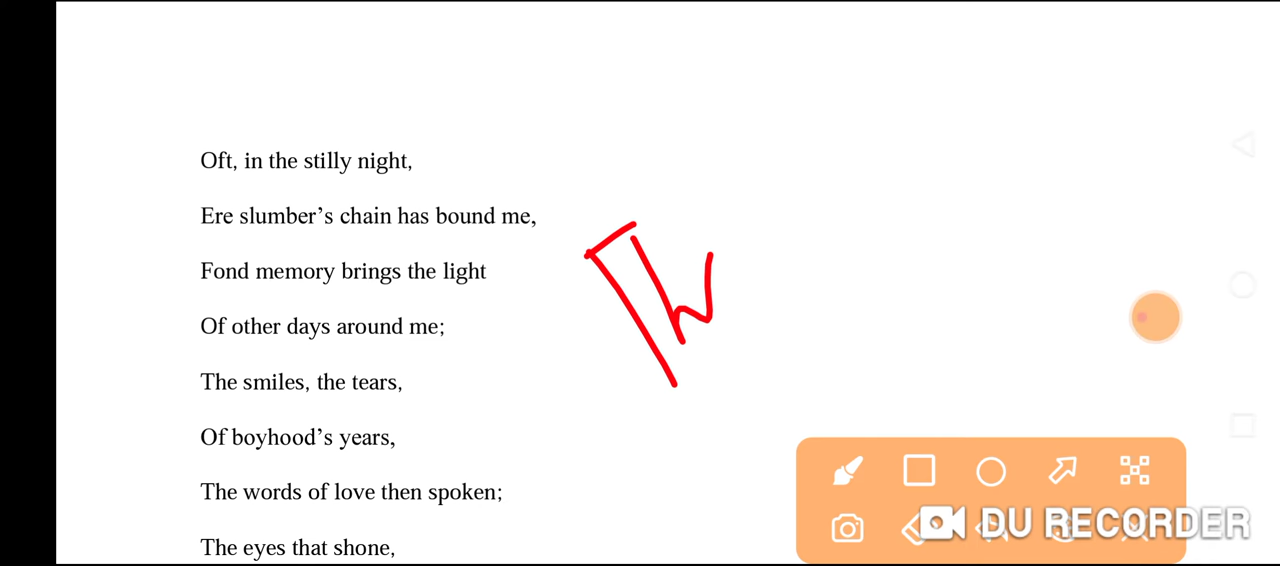 Oft, in the stilly night,
Ere slumber’s chain has bound me,
Fond memory brings the light
Of other days around me;
The smiles, the tears,
Of boyhood’s years,
The words of love then spoken;
The eyes that shone,
DU RECORDER